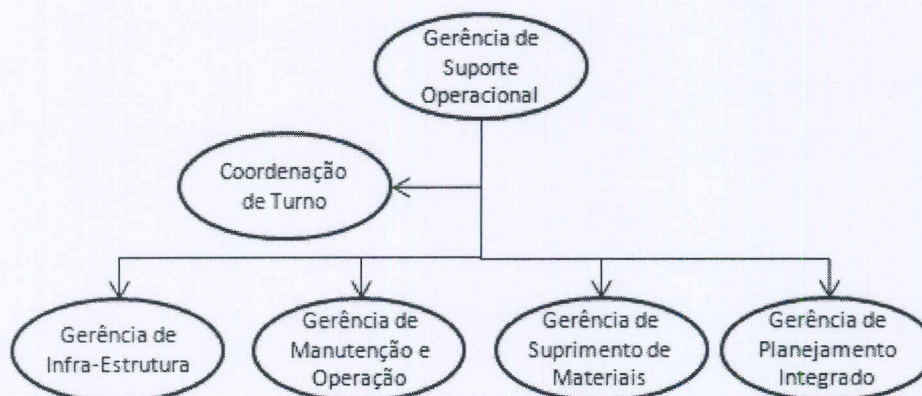 Gerência de
Suporte
Operacional
Coordenação
de Turno
Gerência de
Infra-Estrutura
Gerência de
Manutenção e
Operação
Gerência de
Suprimento de
Materiais
Gerência de
Planejamento
Integrado